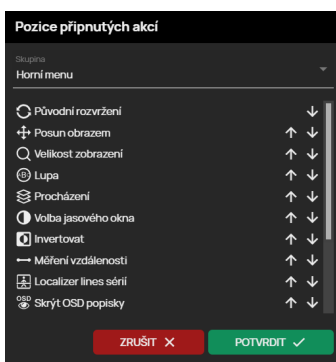 Pozice připnutých akcí
Skupina
Horní menu
Původní rozvržení
Posun obrazem
Velikost zobrazení
B Lupa
Procházení
Volba jasového okna
Invertovat
Měření vzdálenosti
Localizer lines sérií
OSD Skrýt OSD popisky
ZRUŠIT
POTVRDIT